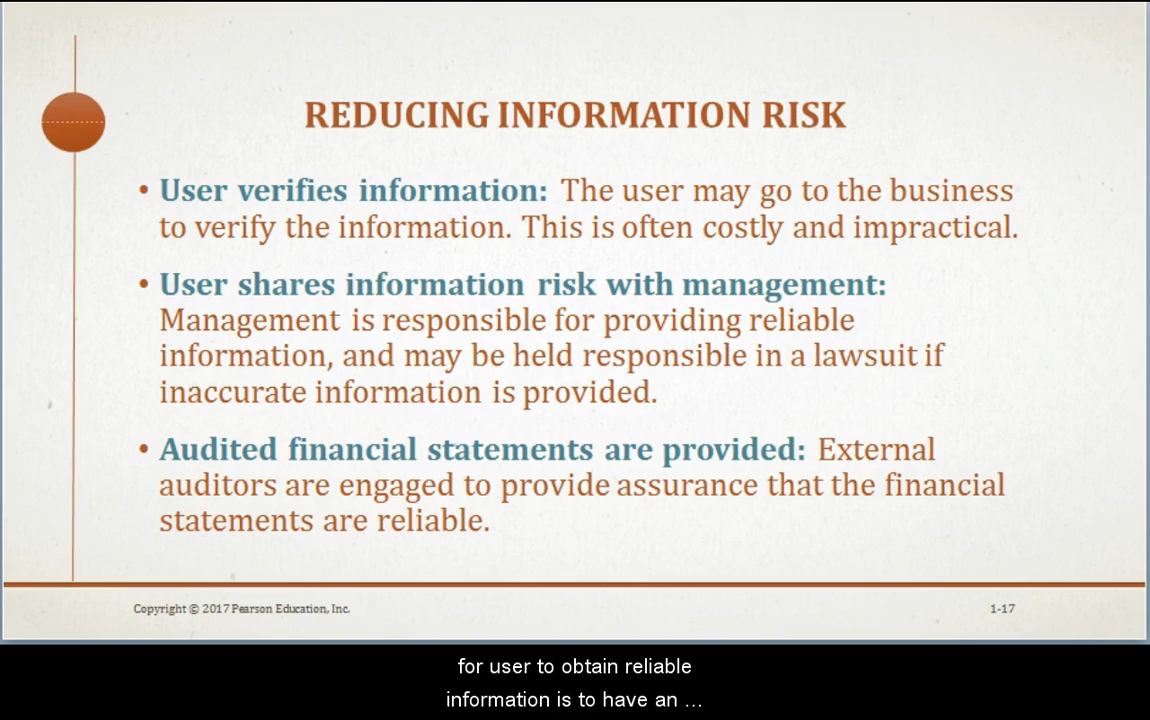 REDUCING INFORMATION RISK
• User verifies information: The user may go to the business
to verify the information. This is often costly and impractical.
• User shares information risk with management:
Management is responsible for providing reliable
information, and may be held responsible in a lawsuit if
inaccurate information is provided.
• Audited financial statements are provided: External
auditors are engaged to provide assurance that the financial
statements are reliable.
Copyright © 2017 Pearson Education, Inc.
1-17
for user to obtain reliable
information is to have an ...